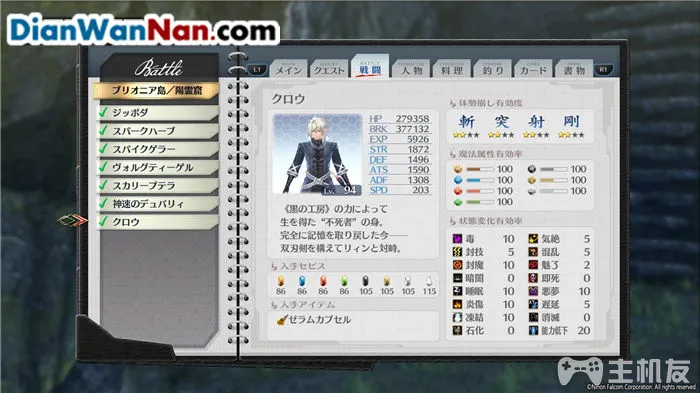 DianWanNan.com
Battle
L1
メイン
クエスト
BATTLE
戦闘
人物
料理
釣り
カード
書物
R1
ブリオニア島／陽霊窟
ジッポダ
スパークハーブ
スパイクゲラー
ヴォルグティーゲル
スカリープテラ
神速のデュバリィ
クロウ
クロウ
Lv. 94
HP 279358
BRK 377132
EXP 5926
STR 1872
DEF 1496
ATS 1590
ADF 1308
SPD 203
《黒の工房》の力によって
生を得た“不死者”の身。
完全に記憶を取り戻した今――
双刃剣を構えてリィンと対峙。
入手セピス
86 86 86 86 105 105 105 115
入手アイテム
ゼラムカプセル
体勢崩し有効度
斬 突 射 剛
魔法属性有効率
100 100
100 100
100 100
100
状態変化有効率
毒 10 気絶 5
封技 5 混乱 5
封魔 10 魅了 2
暗闇 0 即死 0
睡眠 10 悪夢 10
炎傷 10 遅延 5
凍結 10 消滅 0
石化 0 能力低下 20
主机友
©Nihon Falcom Corporation. All rights reserved.